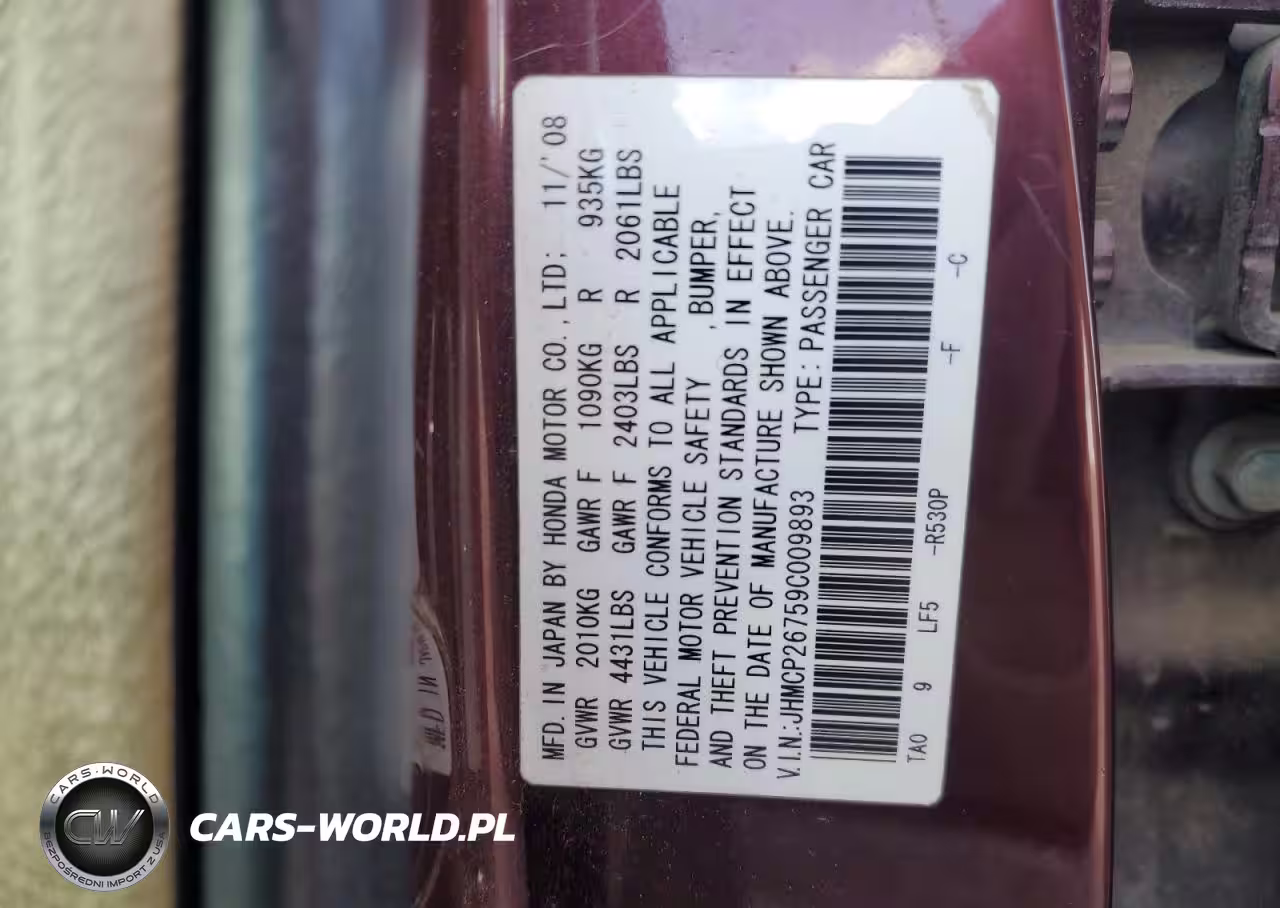 MFD. IN JAPAN BY HONDA MOTOR CO., LTD; 11/'08
GVWR 2010KG GAWR F 1090KG R 935KG
GVWR 4431LBS GAWR F 2403LBS R 2061LBS
THIS VEHICLE CONFORMS TO ALL APPLICABLE
FEDERAL MOTOR VEHICLE SAFETY , BUMPER,
AND THEFT PREVENTION STANDARDS IN EFFECT
ON THE DATE OF MANUFACTURE SHOWN ABOVE.
V.I.N.:JHMCP26759C009893 TYPE: PASSENGER CAR
TA0 9 LF5 -R530P -F -C
CARS-WORLD
CW
BEZPOŚREDNI IMPORT Z USA
CARS-WORLD.PL